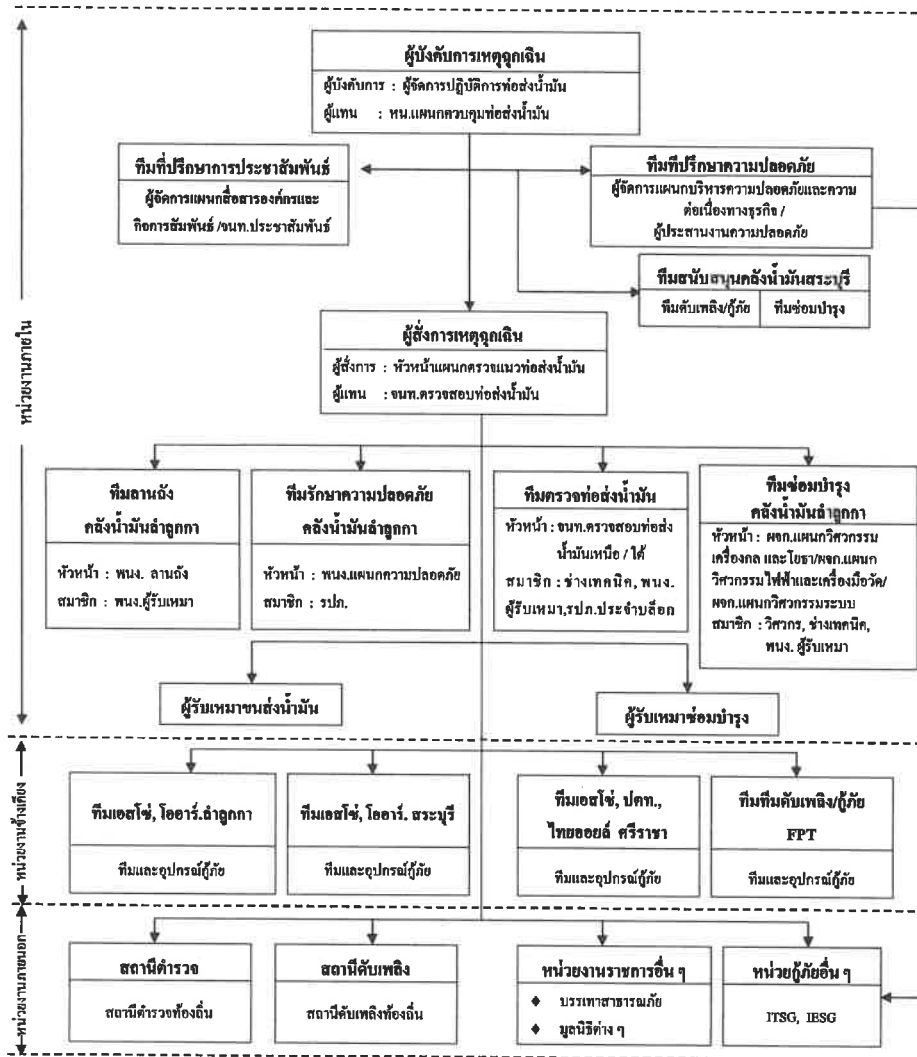 ผู้บังคับการเหตุฉุกเฉิน
ผู้บังคับการ : ผู้จัดการปฏิบัติการท่อส่งน้ำมัน
ผู้แทน : หน.แผนกควบคุมท่อส่งน้ำมัน
ทีมที่ปรึกษาการประชาสัมพันธ์
ผู้จัดการแผนกสื่อสารองค์กรและ
กิจการสัมพันธ์ /จนท.ประชาสัมพันธ์
ทีมที่ปรึกษาความปลอดภัย
ผู้จัดการแผนกบริหารความปลอดภัยและความ
ต่อเนื่องทางธุรกิจ /
ผู้ประสานงานความปลอดภัย
ทีมสนับสนุนคลังน้ำมันสระบุรี
ทีมดับเพลิง/กู้ภัย
ทีมซ่อมบำรุง
หน่วยงานภายใน
ผู้สั่งการเหตุฉุกเฉิน
ผู้สั่งการ : หัวหน้าแผนกตรวจแนวท่อส่งน้ำมัน
ผู้แทน : จนท.ตรวจสอบท่อส่งน้ำมัน
ทีมลานถัง
คลังน้ำมันลำลูกกา
หัวหน้า : พนง. ลานถัง
สมาชิก : พนง.ผู้รับเหมา
ทีมรักษาความปลอดภัย
คลังน้ำมันลำลูกกา
หัวหน้า : พนง.แผนกความปลอดภัย
สมาชิก : รปภ.
ทีมตรวจท่อส่งน้ำมัน
หัวหน้า : จนท.ตรวจสอบท่อส่ง
น้ำมันเหนือ / ใต้
สมาชิก : ช่างเทคนิค, พนง.
ผู้รับเหมา,รปภ.ประจำบล็อก
ทีมซ่อมบำรุง
คลังน้ำมันลำลูกกา
หัวหน้า : ผจก.แผนกวิศวกรรม
เครื่องกล และโยธา/ผจก.แผนก
วิศวกรรมไฟฟ้าและเครื่องมือวัด/
ผจก.แผนกวิศวกรรมระบบ
สมาชิก : วิศวกร, ช่างเทคนิค,
พนง. ผู้รับเหมา
ผู้รับเหมาขนส่งน้ำมัน
ผู้รับเหมาซ่อมบำรุง
หน่วยงานข้างเคียง
ทีมเอสโซ่, โออาร์.ลำลูกกา
ทีมและอุปกรณ์กู้ภัย
ทีมเอสโซ่, โออาร์. สระบุรี
ทีมและอุปกรณ์กู้ภัย
ทีมเอสโซ่, ปตท.,
ไทยออยล์ ศรีราชา
ทีมและอุปกรณ์กู้ภัย
ทีมทีมดับเพลิง/กู้ภัย
FPT
ทีมและอุปกรณ์กู้ภัย
หน่วยงานภายนอก
สถานีตำรวจ
สถานีตำรวจท้องถิ่น
สถานีดับเพลิง
สถานีดับเพลิงท้องถิ่น
หน่วยงานราชการอื่น ๆ
♦ บรรเทาสาธารณภัย
♦ มูลนิธิต่าง ๆ
หน่วยกู้ภัยอื่น ๆ
ITSG, IESG